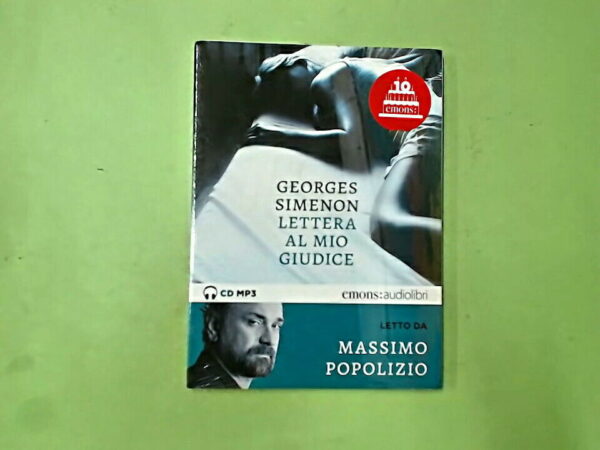 10
emons:
GEORGES
SIMENON
LETTERA
AL MIO
GIUDICE
CD MP3
emons:audiolibri
LETTO DA
MASSIMO
POPOLIZIO